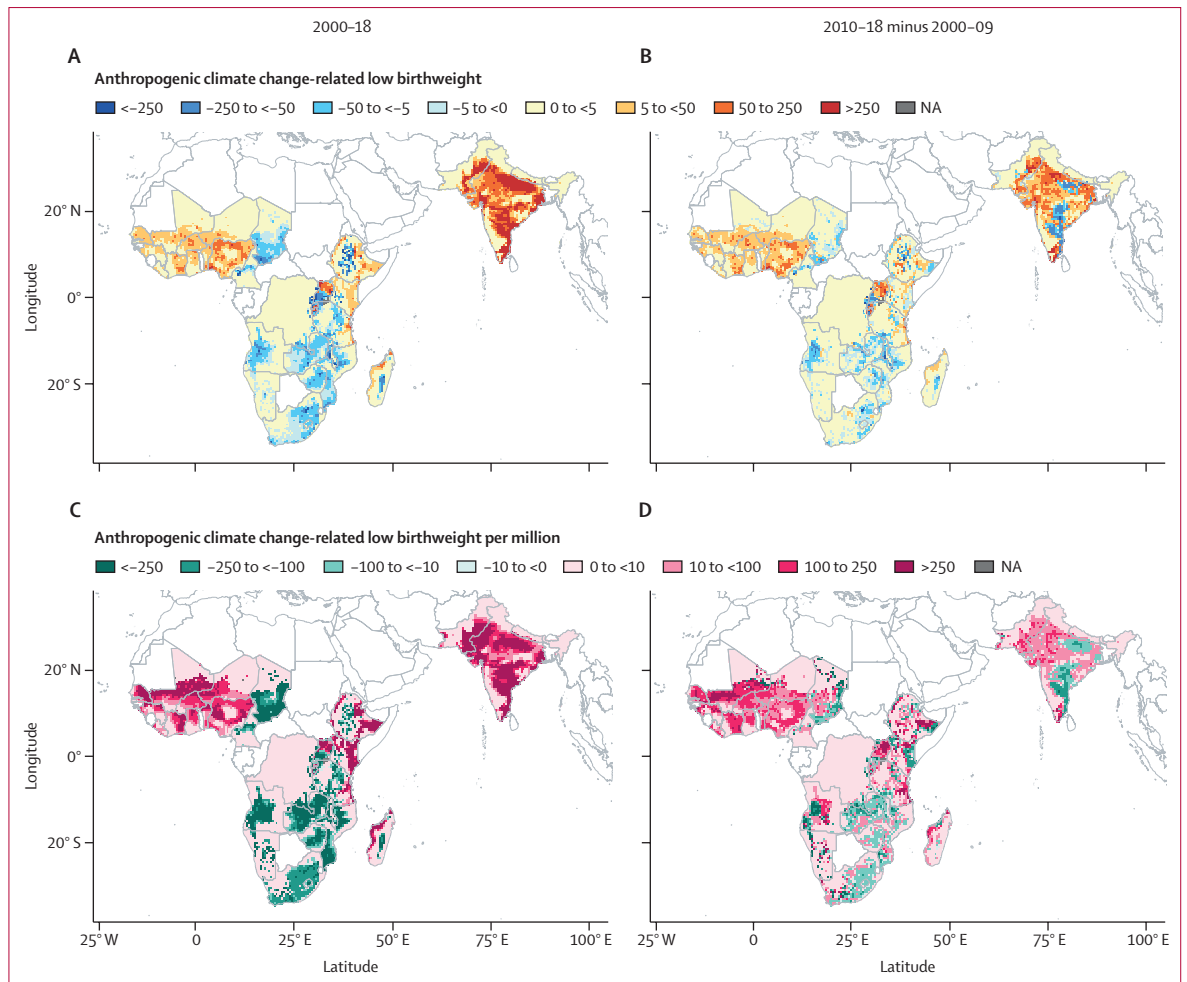 2000–18
2010–18 minus 2000–09
A
B
Anthropogenic climate change-related low birthweight
<–250 –250 to <–50 –50 to <–5 –5 to <0 0 to <5 5 to <50 50 to 250 >250 NA
20° N
0°
20° S
Longitude
C
D
Anthropogenic climate change-related low birthweight per million
<–250 –250 to <–100 –100 to <–10 –10 to <0 0 to <10 10 to <100 100 to 250 >250 NA
20° N
0°
20° S
Longitude
25° W 0 25° E 50° E 75° E 100° E
Latitude
25° W 0 25° E 50° E 75° E 100° E
Latitude